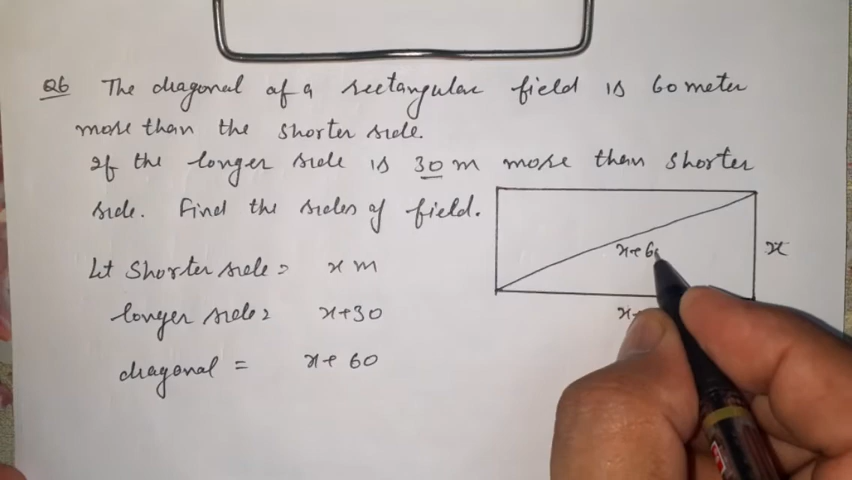 Q6 The diagonal of a rectangular field is 60 meter
more than the shorter side.
If the longer side is 30 m more than shorter
side. Find the sides of field.
Let Shorter side = x m
longer side = x+30
diagonal = x+60
x+6
x
x+